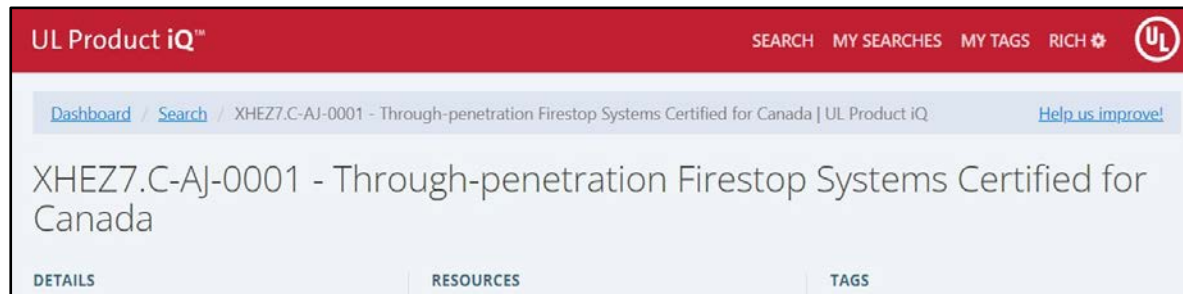 UL Product iQ™
SEARCH MY SEARCHES MY TAGS RICH
UL
Dashboard / Search / XHEZ7.C-AJ-0001 - Through-penetration Firestop Systems Certified for Canada | UL Product iQ
Help us improve!
XHEZ7.C-AJ-0001 - Through-penetration Firestop Systems Certified for
Canada
DETAILS
RESOURCES
TAGS